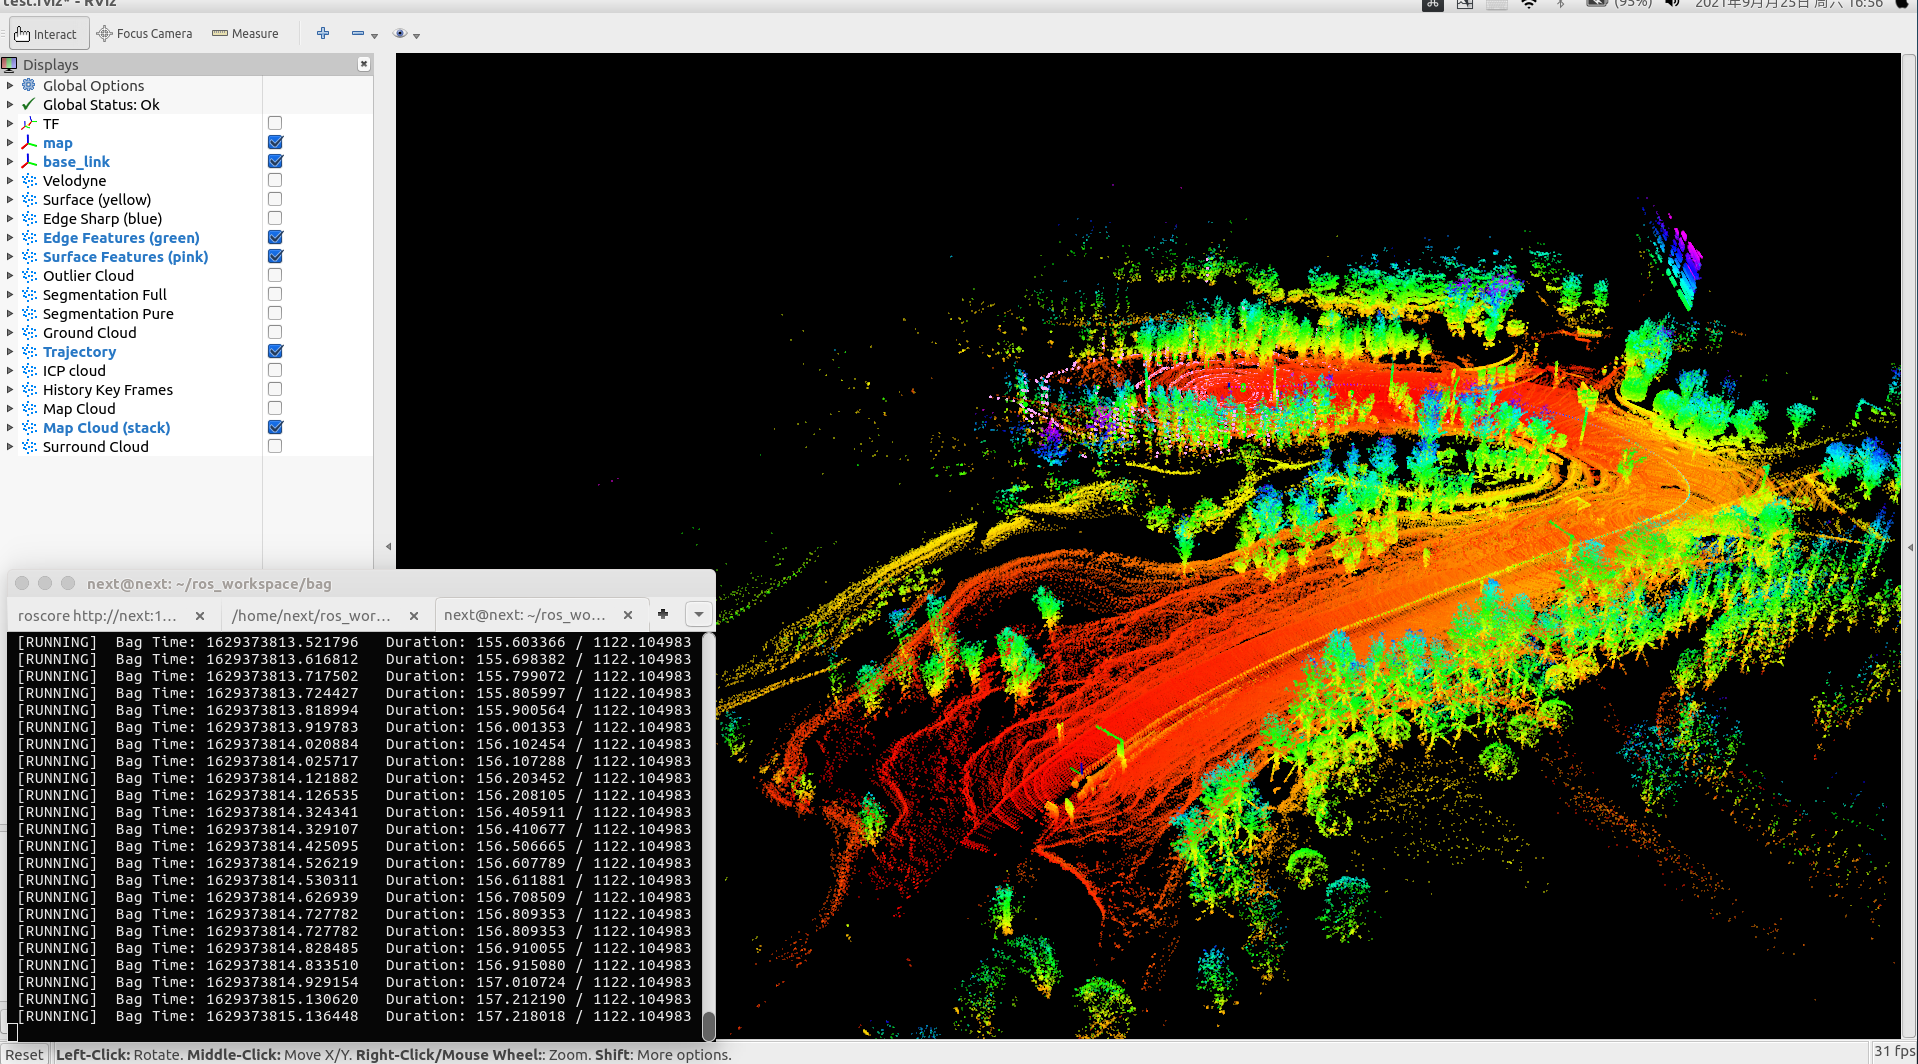 test.rviz* - RViz
(95%) 2021年9月月25日 周六 16:56
Interact Focus Camera Measure
Displays
Global Options
Global Status: Ok
TF
map
base_link
Velodyne
Surface (yellow)
Edge Sharp (blue)
Edge Features (green)
Surface Features (pink)
Outlier Cloud
Segmentation Full
Segmentation Pure
Ground Cloud
Trajectory
ICP cloud
History Key Frames
Map Cloud
Map Cloud (stack)
Surround Cloud
next@next: ~/ros_workspace/bag
roscore http://next:1... /home/next/ros_wor... next@next: ~/ros_wo...
[RUNNING] Bag Time: 1629373813.521796 Duration: 155.603366 / 1122.104983
[RUNNING] Bag Time: 1629373813.616812 Duration: 155.698382 / 1122.104983
[RUNNING] Bag Time: 1629373813.717502 Duration: 155.799072 / 1122.104983
[RUNNING] Bag Time: 1629373813.724427 Duration: 155.805997 / 1122.104983
[RUNNING] Bag Time: 1629373813.818994 Duration: 155.900564 / 1122.104983
[RUNNING] Bag Time: 1629373813.919783 Duration: 156.001353 / 1122.104983
[RUNNING] Bag Time: 1629373814.020884 Duration: 156.102454 / 1122.104983
[RUNNING] Bag Time: 1629373814.025717 Duration: 156.107288 / 1122.104983
[RUNNING] Bag Time: 1629373814.121882 Duration: 156.203452 / 1122.104983
[RUNNING] Bag Time: 1629373814.126535 Duration: 156.208105 / 1122.104983
[RUNNING] Bag Time: 1629373814.324341 Duration: 156.405911 / 1122.104983
[RUNNING] Bag Time: 1629373814.329107 Duration: 156.410677 / 1122.104983
[RUNNING] Bag Time: 1629373814.425095 Duration: 156.506665 / 1122.104983
[RUNNING] Bag Time: 1629373814.526219 Duration: 156.607789 / 1122.104983
[RUNNING] Bag Time: 1629373814.530311 Duration: 156.611881 / 1122.104983
[RUNNING] Bag Time: 1629373814.626939 Duration: 156.708509 / 1122.104983
[RUNNING] Bag Time: 1629373814.727782 Duration: 156.809353 / 1122.104983
[RUNNING] Bag Time: 1629373814.727782 Duration: 156.809353 / 1122.104983
[RUNNING] Bag Time: 1629373814.828485 Duration: 156.910055 / 1122.104983
[RUNNING] Bag Time: 1629373814.833510 Duration: 156.915080 / 1122.104983
[RUNNING] Bag Time: 1629373814.929154 Duration: 157.010724 / 1122.104983
[RUNNING] Bag Time: 1629373815.130620 Duration: 157.212190 / 1122.104983
[RUNNING] Bag Time: 1629373815.136448 Duration: 157.218018 / 1122.104983
Reset Left-Click: Rotate. Middle-Click: Move X/Y. Right-Click/Mouse Wheel:: Zoom. Shift: More options.
31 fps